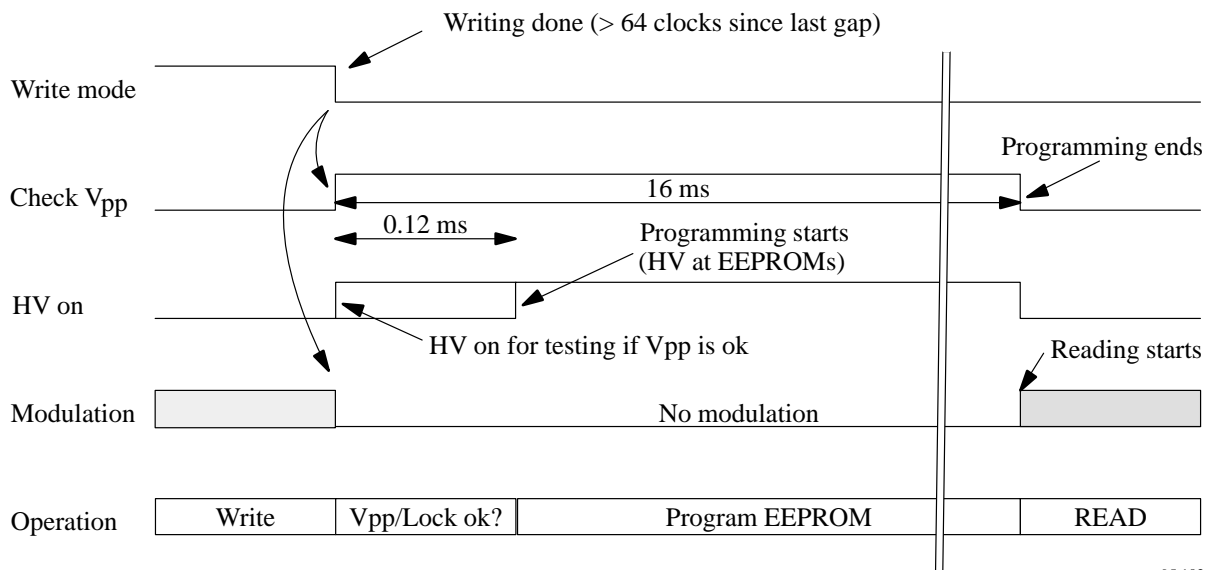 Writing done (> 64 clocks since last gap)
Write mode
Programming ends
Check Vpp
16 ms
0.12 ms
Programming starts
(HV at EEPROMs)
HV on
HV on for testing if Vpp is ok
Reading starts
Modulation
No modulation
Operation
Write
Vpp/Lock ok?
Program EEPROM
READ